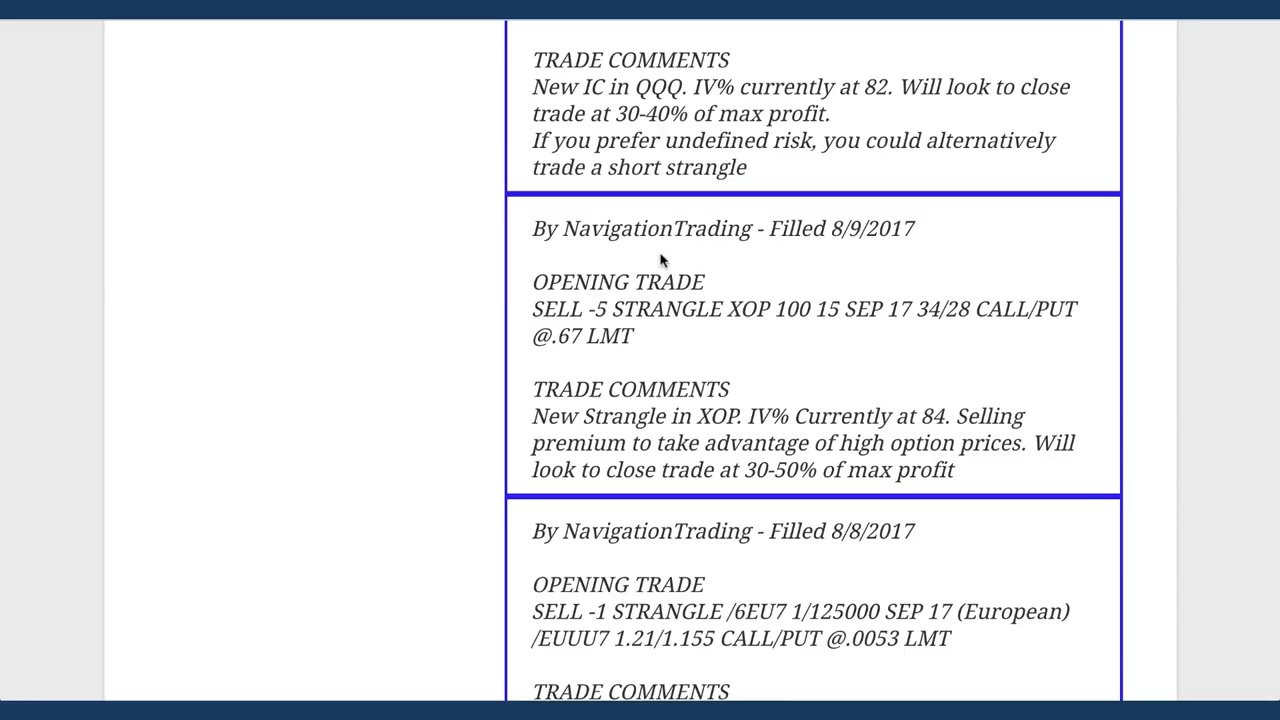 TRADE COMMENTS
New IC in QQQ. IV% currently at 82. Will look to close
trade at 30-40% of max profit.
If you prefer undefined risk, you could alternatively
trade a short strangle
By NavigationTrading - Filled 8/9/2017
OPENING TRADE
SELL -5 STRANGLE XOP 100 15 SEP 17 34/28 CALL/PUT
@.67 LMT
TRADE COMMENTS
New Strangle in XOP. IV% Currently at 84. Selling
premium to take advantage of high option prices. Will
look to close trade at 30-50% of max profit
By NavigationTrading - Filled 8/8/2017
OPENING TRADE
SELL -1 STRANGLE /6EU7 1/125000 SEP 17 (European)
/EUUU7 1.21/1.155 CALL/PUT @.0053 LMT
TRADE COMMENTS